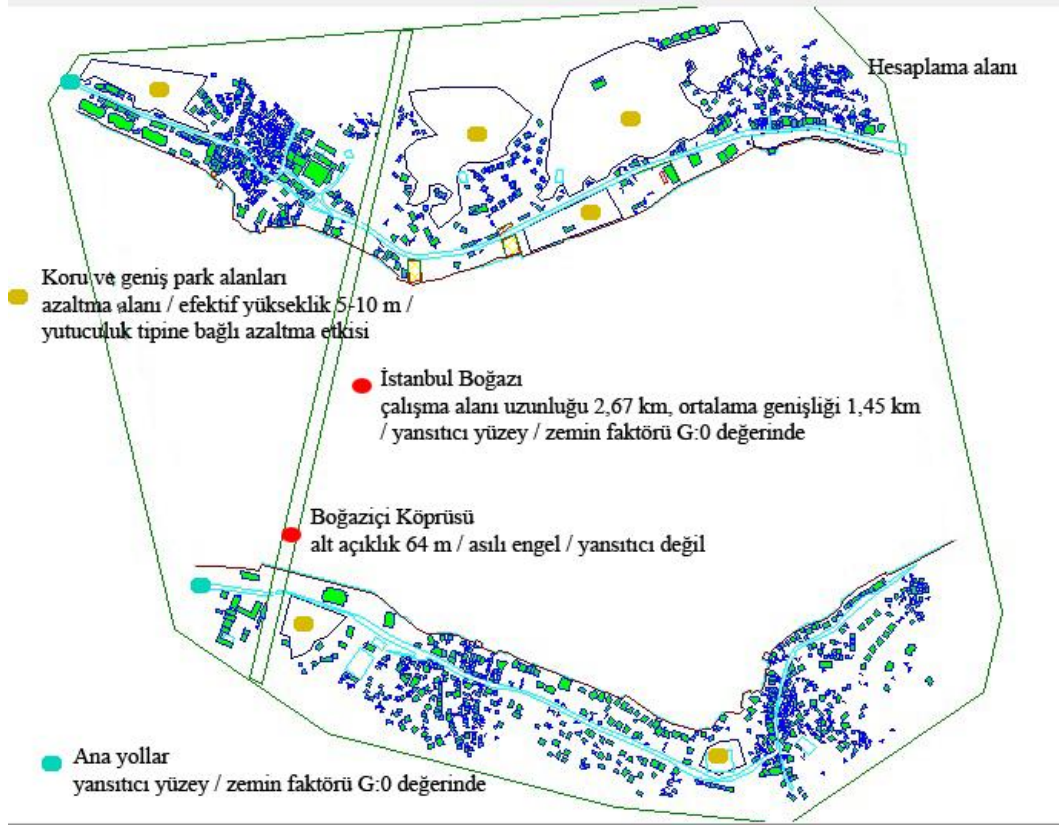 Hesaplama alanı
Koru ve geniş park alanları
azaltma alanı / efektif yükseklik 5-10 m /
yutuculuk tipine bağlı azaltma etkisi
İstanbul Boğazı
çalışma alanı uzunluğu 2,67 km, ortalama genişliği 1,45 km
/ yansıtıcı yüzey / zemin faktörü G:0 değerinde
Boğaziçi Köprüsü
alt açıklık 64 m / asılı engel / yansıtıcı değil
Ana yollar
yansıtıcı yüzey / zemin faktörü G:0 değerinde